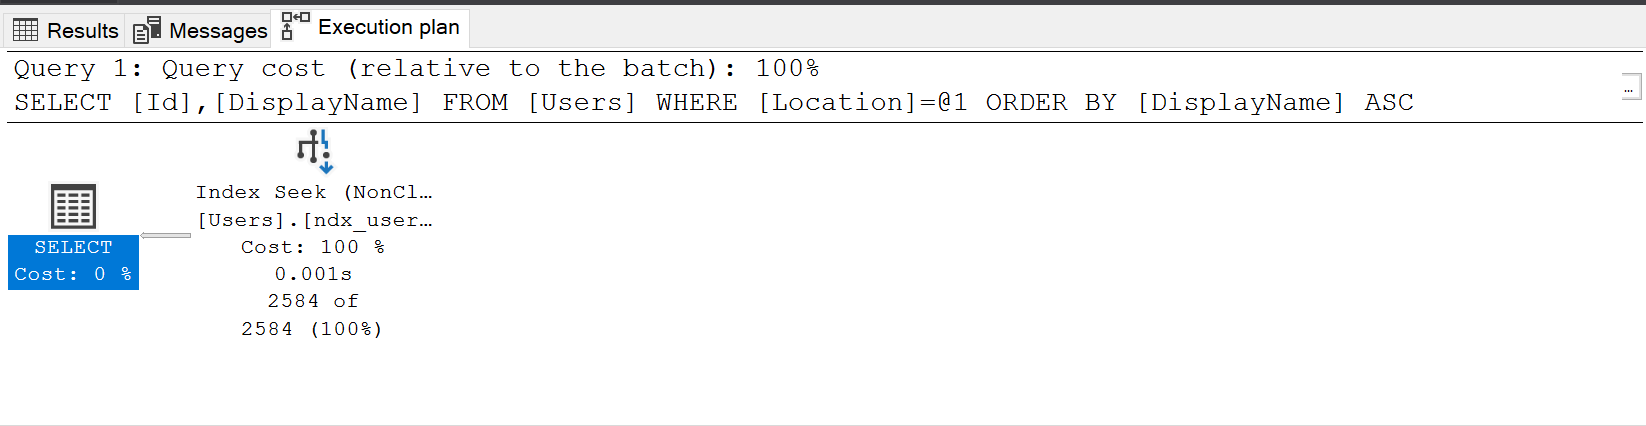 Results Messages Execution plan
Query 1: Query cost (relative to the batch): 100%
SELECT [Id],[DisplayName] FROM [Users] WHERE [Location]=@1 ORDER BY [DisplayName] ASC
...
Index Seek (NonCl...
[Users].[ndx_user...
Cost: 100 %
0.001s
2584 of
2584 (100%)
SELECT
Cost: 0 %